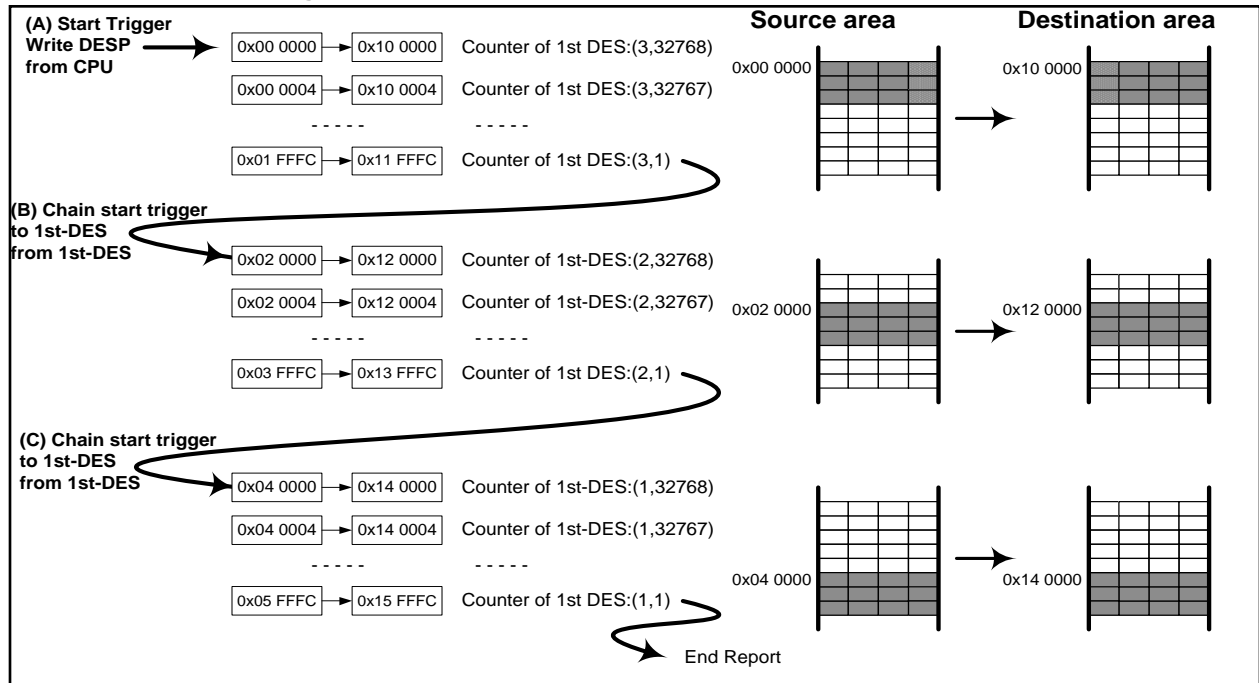 (A) Start Trigger
Write DESP
from CPU
Source area
Destination area
0x00 0000
0x10 0000
Counter of 1st DES:(3,32768)
0x00 0004
0x10 0004
Counter of 1st DES:(3,32767)
- - - - -
- - - - -
0x01 FFFC
0x11 FFFC
Counter of 1st DES:(3,1)
0x00 0000
0x10 0000
(B) Chain start trigger
to 1st-DES
from 1st-DES
0x02 0000
0x12 0000
Counter of 1st-DES:(2,32768)
0x02 0004
0x12 0004
Counter of 1st-DES:(2,32767)
- - - - -
- - - - -
0x03 FFFC
0x13 FFFC
Counter of 1st DES:(2,1)
0x02 0000
0x12 0000
(C) Chain start trigger
to 1st-DES
from 1st-DES
0x04 0000
0x14 0000
Counter of 1st-DES:(1,32768)
0x04 0004
0x14 0004
Counter of 1st-DES:(1,32767)
- - - - -
- - - - -
0x05 FFFC
0x15 FFFC
Counter of 1st DES:(1,1)
0x04 0000
0x14 0000
End Report